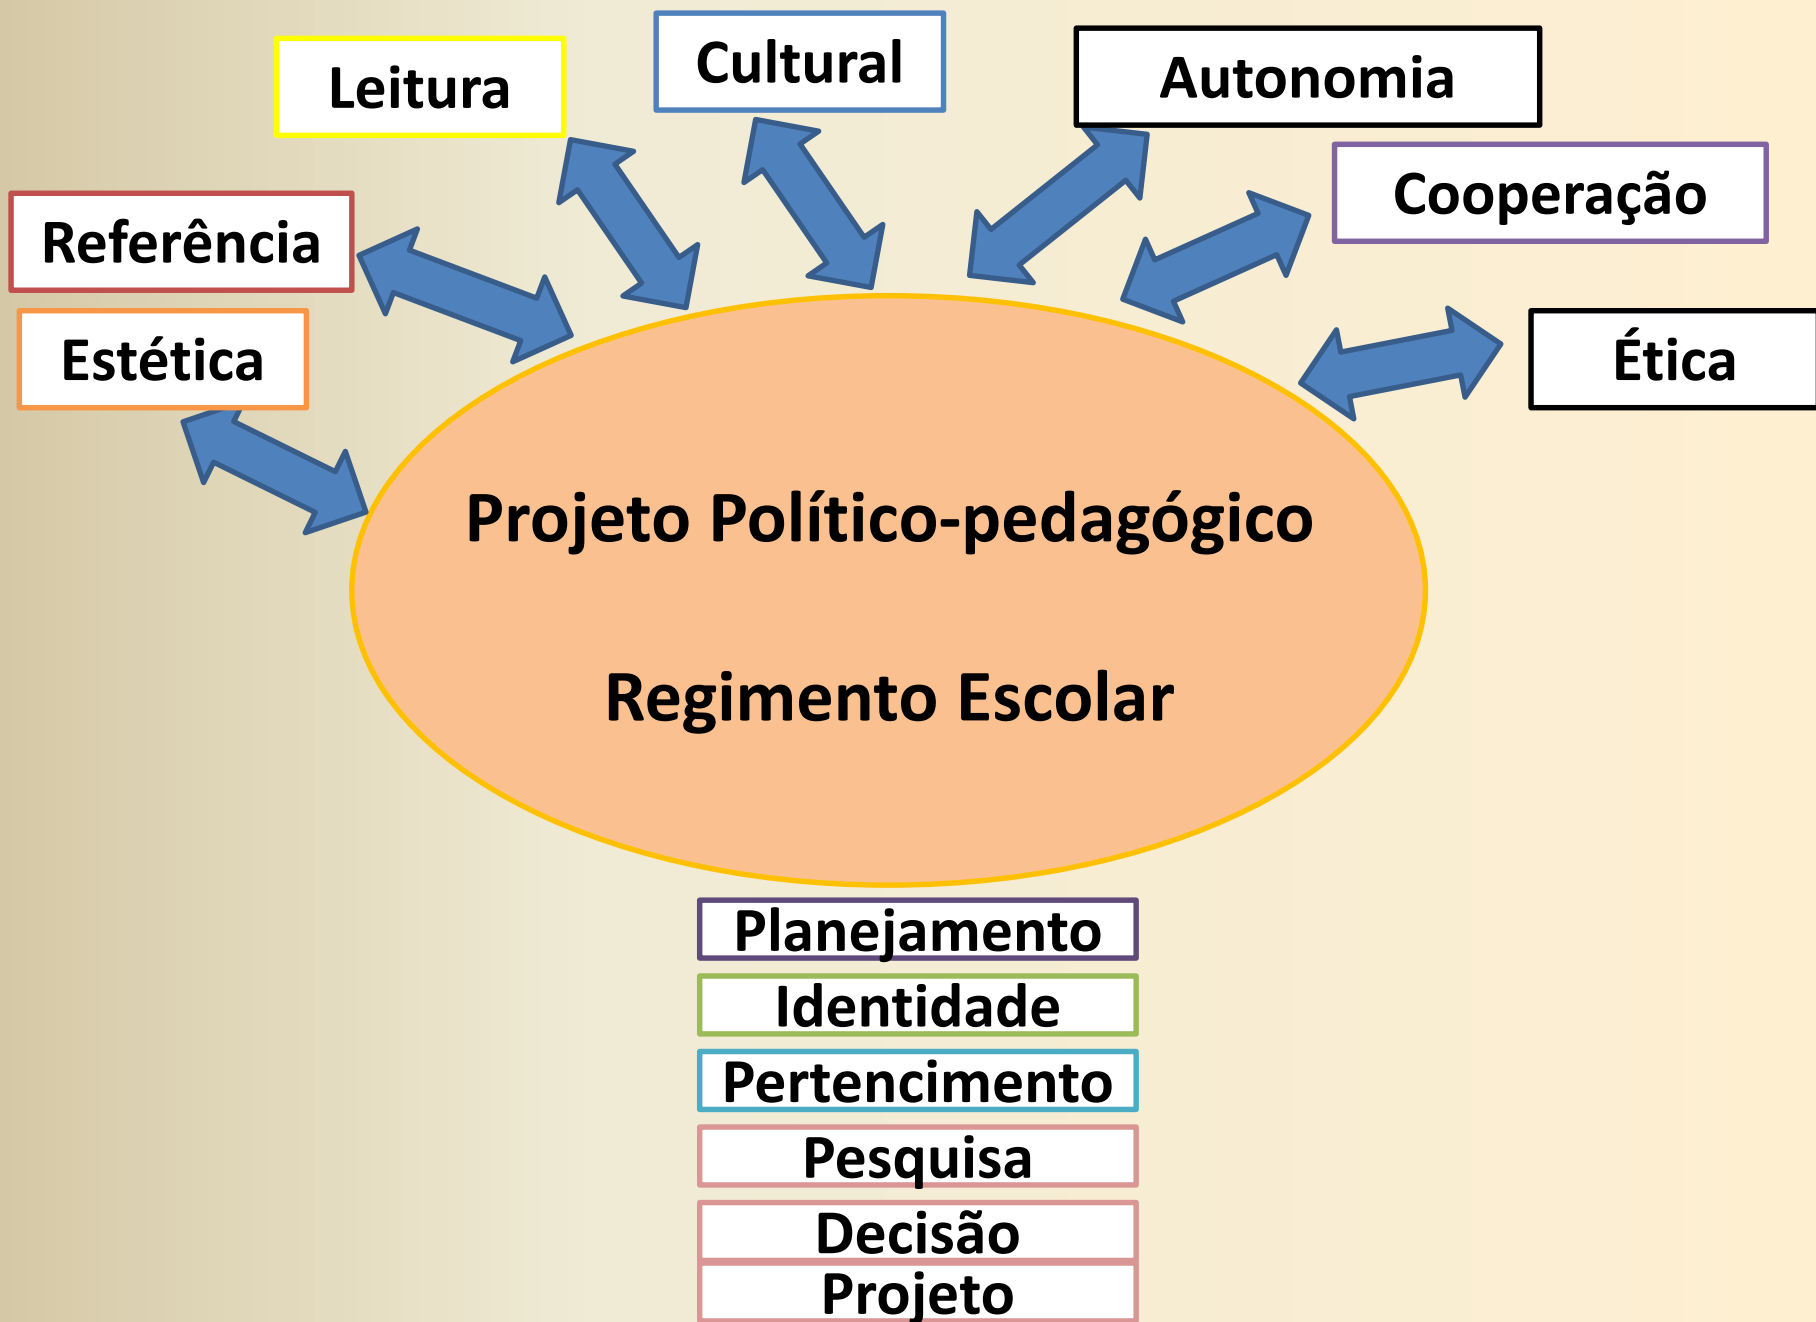 Leitura
Cultural
Autonomia
Cooperação
Referência
Estética
Ética
Projeto Político-pedagógico
Regimento Escolar
Planejamento
Identidade
Pertencimento
Pesquisa
Decisão
Projeto